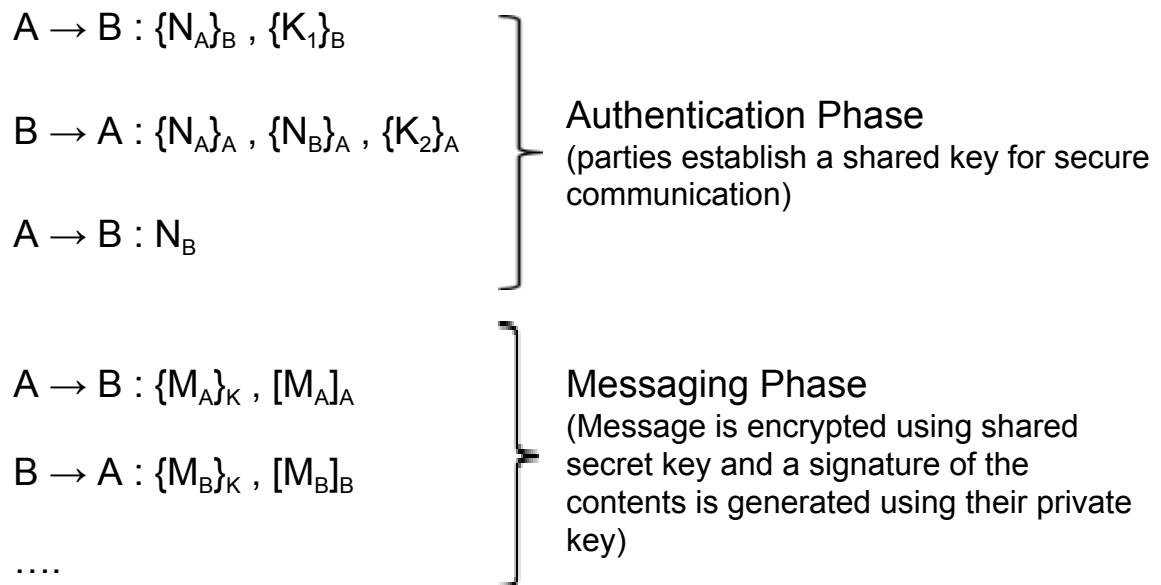 A → B : {N_A}_B , {K_1}_B
B → A : {N_A}_A , {N_B}_A , {K_2}_A
A → B : N_B
Authentication Phase
(parties establish a shared key for secure
communication)
A → B : {M_A}_K , [M_A]_A
B → A : {M_B}_K , [M_B]_B
....
Messaging Phase
(Message is encrypted using shared
secret key and a signature of the
contents is generated using their private
key)